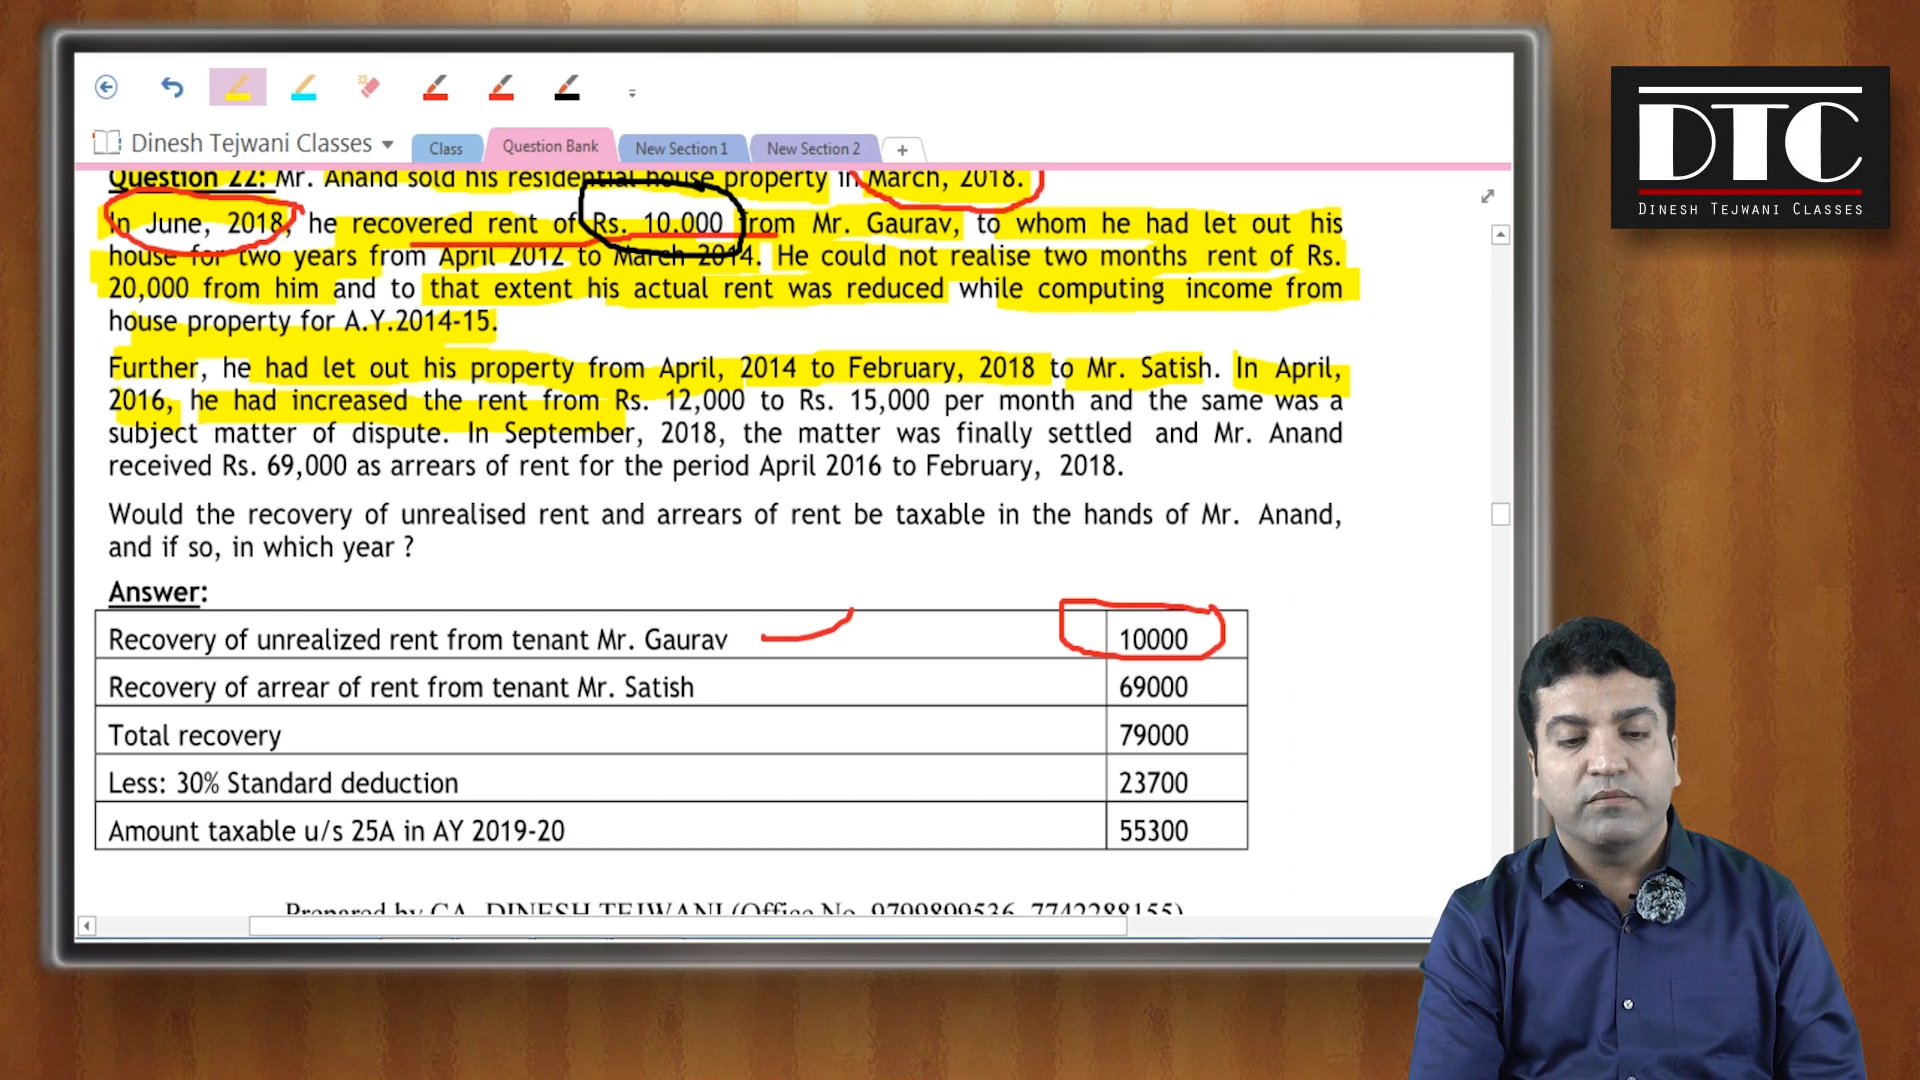 DTC
DINESH TEJWANI CLASSES
Dinesh Tejwani Classes
Class
Question Bank
New Section 1
New Section 2
Question 22: Mr. Anand sold his residential house property in March, 2018.
In June, 2018, he recovered rent of Rs. 10,000 from Mr. Gaurav, to whom he had let out his
house for two years from April 2012 to March 2014. He could not realise two months rent of Rs.
20,000 from him and to that extent his actual rent was reduced while computing income from
house property for A.Y.2014-15.
Further, he had let out his property from April, 2014 to February, 2018 to Mr. Satish. In April,
2016, he had increased the rent from Rs. 12,000 to Rs. 15,000 per month and the same was a
subject matter of dispute. In September, 2018, the matter was finally settled and Mr. Anand
received Rs. 69,000 as arrears of rent for the period April 2016 to February, 2018.
Would the recovery of unrealised rent and arrears of rent be taxable in the hands of Mr. Anand,
and if so, in which year ?
Answer:
Recovery of unrealized rent from tenant Mr. Gaurav 10000
Recovery of arrear of rent from tenant Mr. Satish 69000
Total recovery 79000
Less: 30% Standard deduction 23700
Amount taxable u/s 25A in AY 2019-20 55300
Prepared by CA. DINESH TEJWANI (Office No. 9799899536, 7742288155)